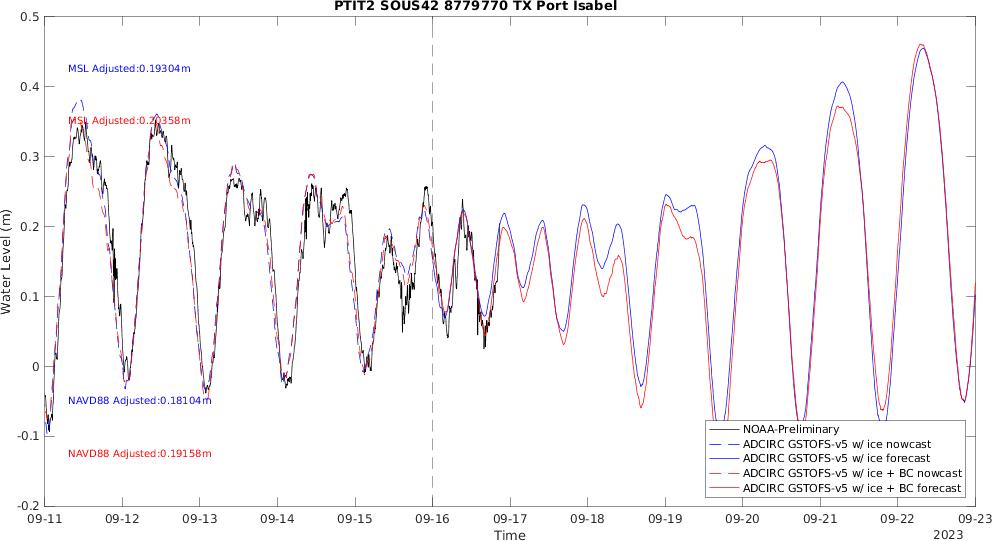 PTIT2 SOUS42 8779770 TX Port Isabel
0.5
0.4
0.3
0.2
0.1
0
-0.1
-0.2
Water Level (m)
MSL Adjusted:0.19304m
MSL Adjusted:0.20358m
NAVD88 Adjusted:0.18104m
NAVD88 Adjusted:0.19158m
NOAA-Preliminary
ADCIRC GSTOFS-v5 w/ ice nowcast
ADCIRC GSTOFS-v5 w/ ice forecast
ADCIRC GSTOFS-v5 w/ ice + BC nowcast
ADCIRC GSTOFS-v5 w/ ice + BC forecast
09-11 09-12 09-13 09-14 09-15 09-16 09-17 09-18 09-19 09-20 09-21 09-22 09-23
Time
2023